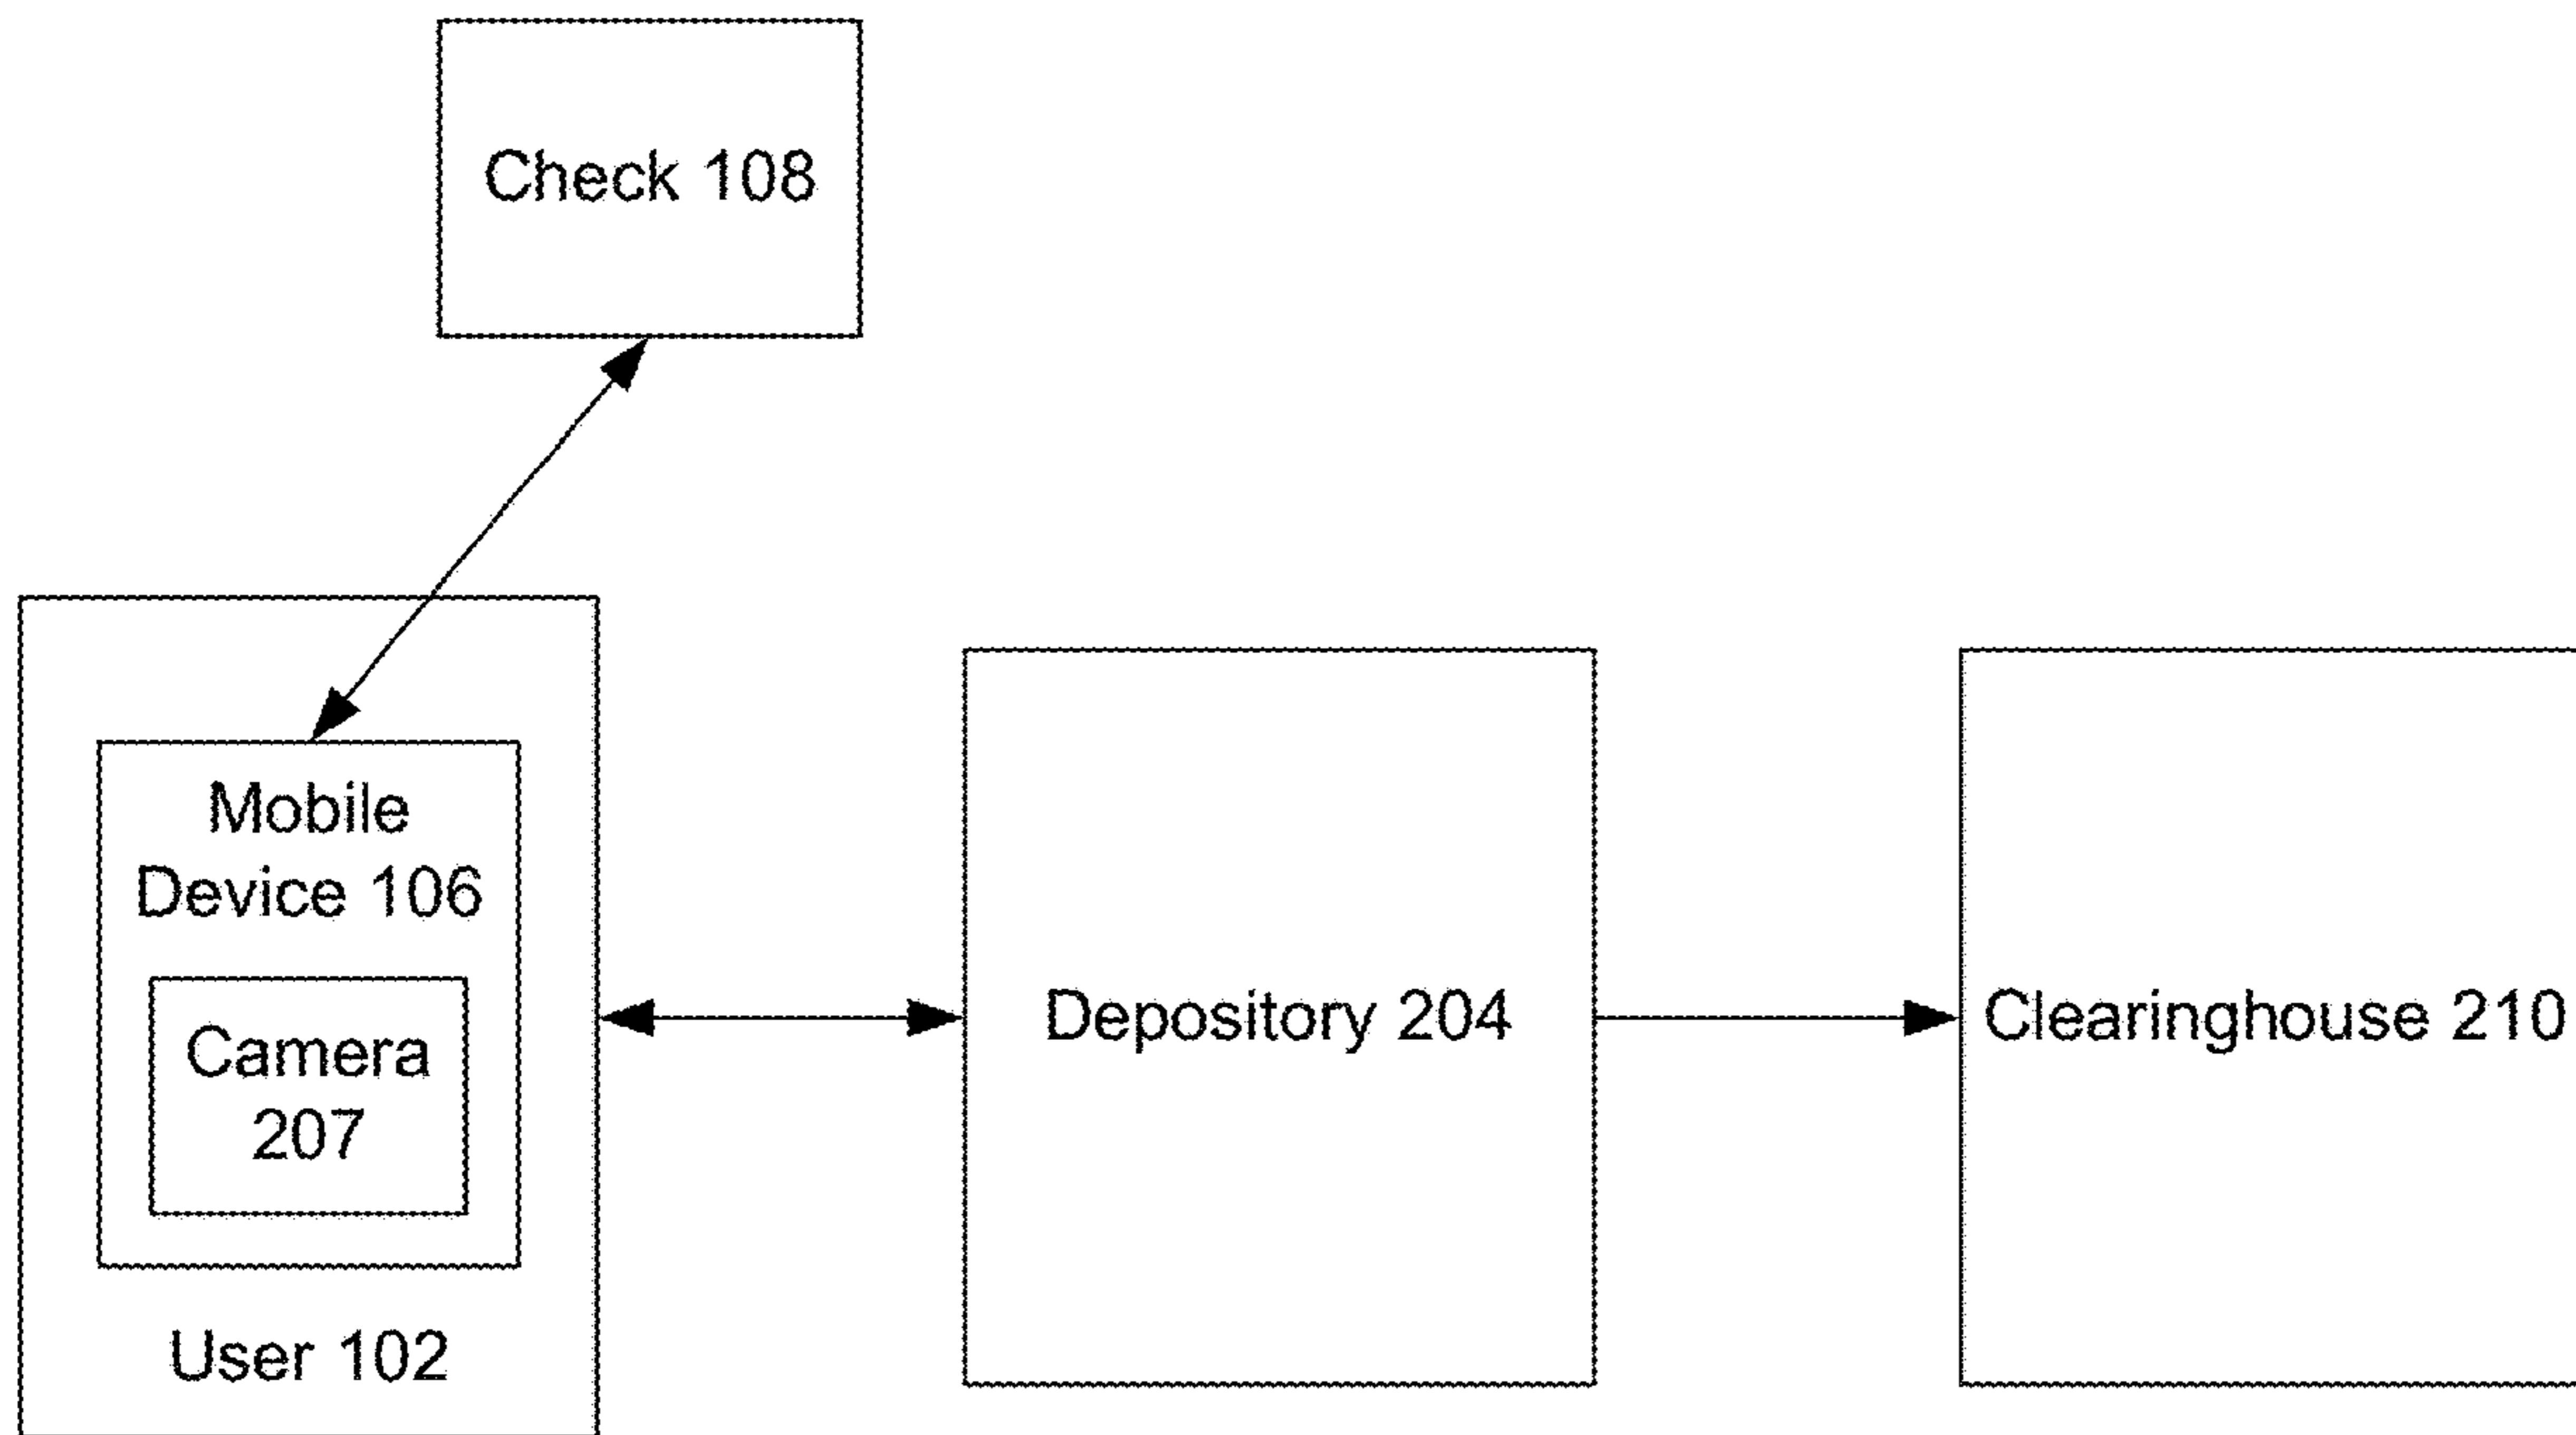 Check 108
Mobile
Device 106
Camera
207
User 102
Depository 204
Clearinghouse 210